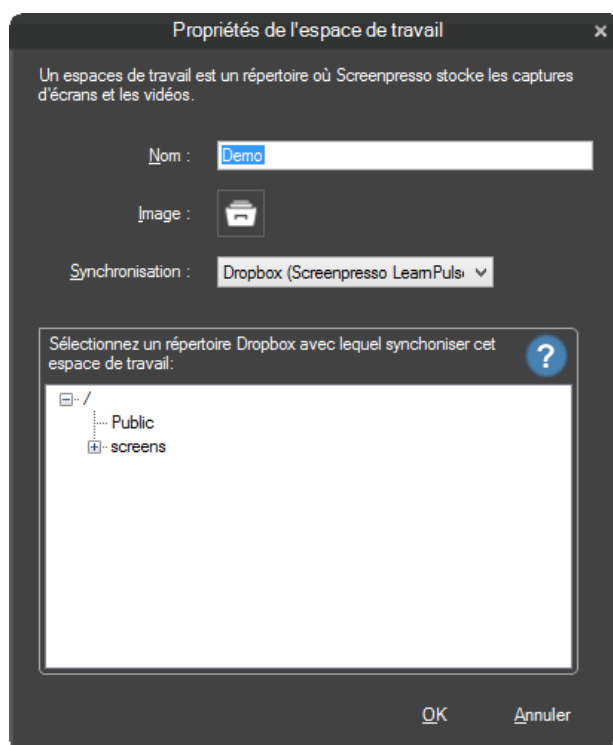 Propriétés de l'espace de travail
Un espaces de travail est un répertoire où Screenpresso stocke les captures
d'écrans et les vidéos.
Nom : Demo
Image :
Synchronisation : Dropbox (Screenpresso LearnPuls
Sélectionnez un répertoire Dropbox avec lequel synchoniser cet
espace de travail:
?
/
Public
screens
OK Annuler